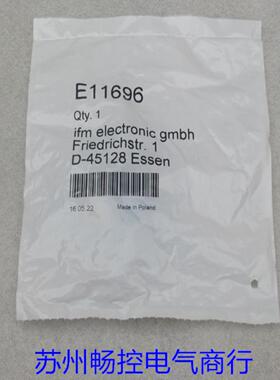 E11696
Qty. 1
ifm electronic gmbh
Friedrichstr. 1
D-45128 Essen
16.05.22 Made in Poland
苏州畅控电气商行